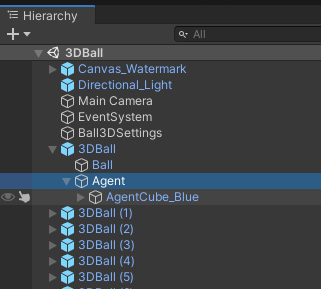 Hierarchy
All
3DBall
Canvas_Watermark
Directional_Light
Main Camera
EventSystem
Ball3DSettings
3DBall
Ball
Agent
AgentCube_Blue
3DBall (1)
3DBall (2)
3DBall (3)
3DBall (4)
3DBall (5)